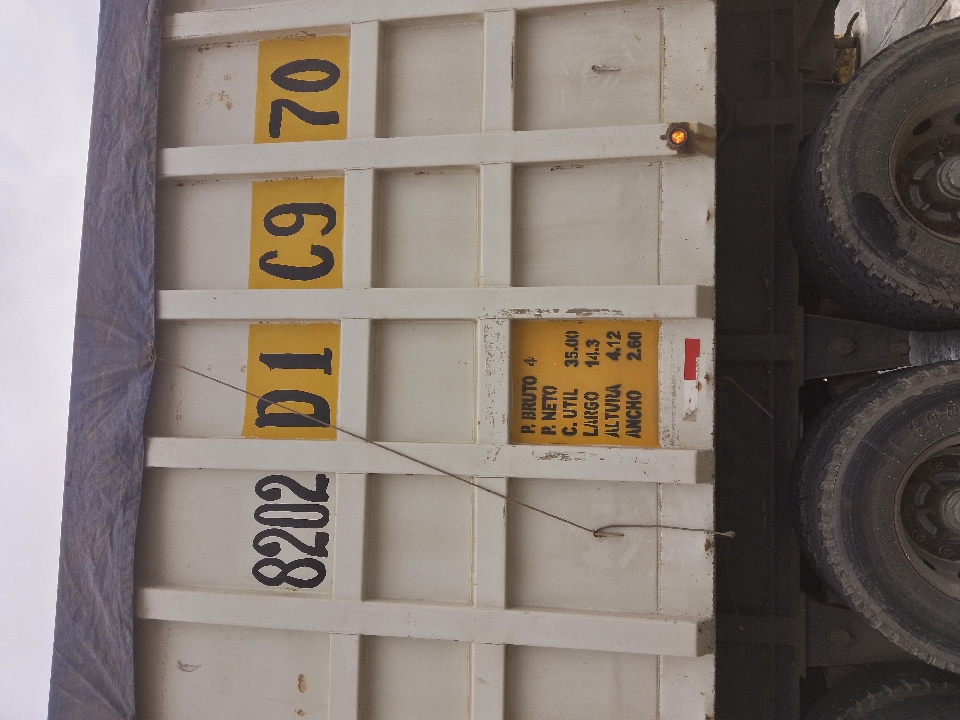 8202 D1 C9 70
P. BRUTO 4
P. NETO
C. UTIL 35.00
LARGO 14.3
ALTURA 4.12
ANCHO 2.60